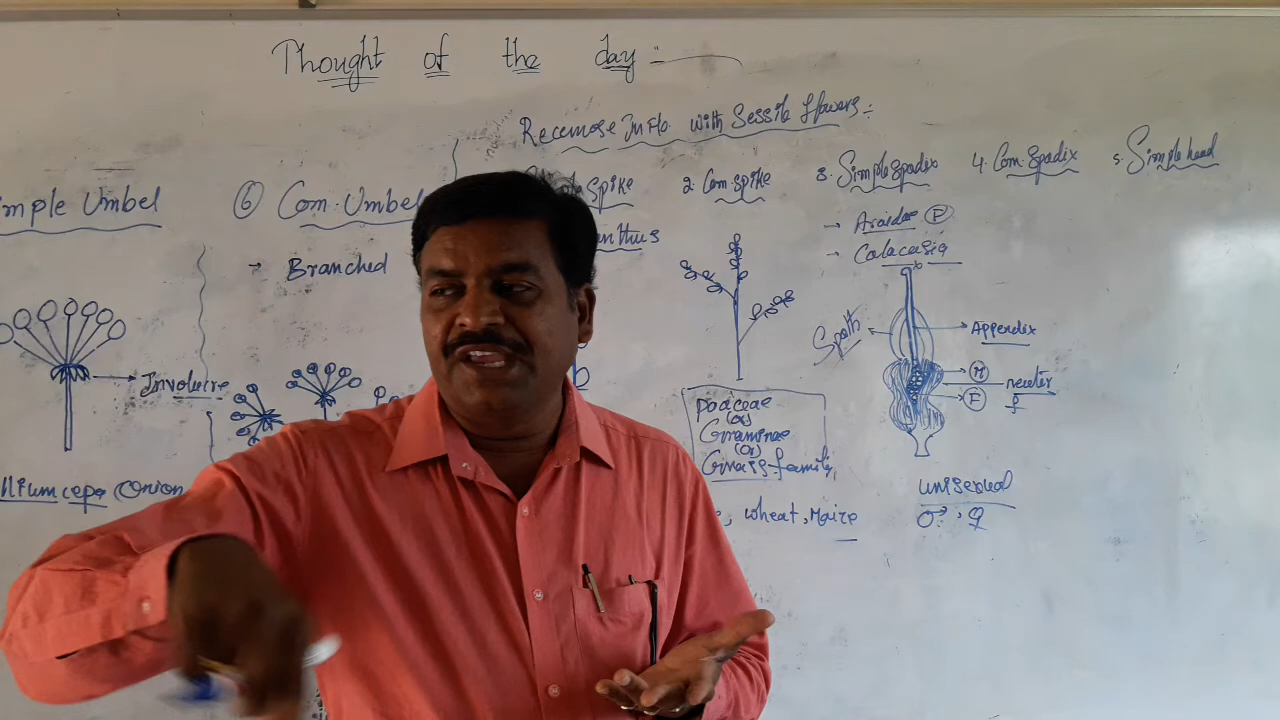 Thought of the day :-
Recemose Inflo. with Sessile flowers :-
mple Umbel
⑥ Com. Umbel
→ Branched
Involucre
llium cepa Onion
Spike
anthus
2. Com spike
Poaceae
(or)
Graminae
(or)
Grass family
, wheat, Maize
3. Simple spadix
→ Araidae Ⓟ
→ Colacasia
Spath
Appendix
M
neuter
F
♀
unisexual
♂, ♀
4. Com spadix
5. Simple head